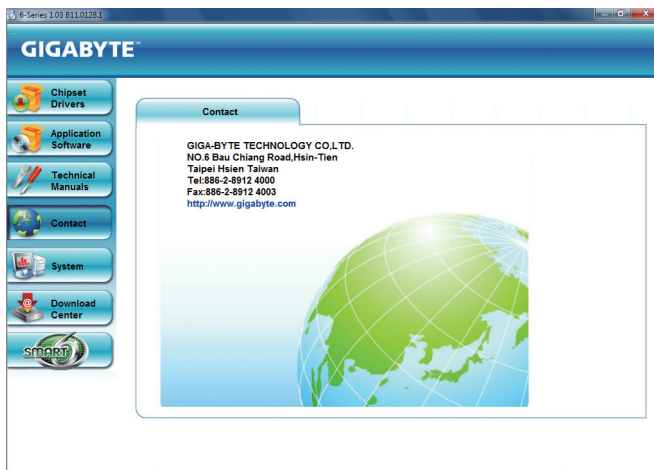 6-Series 1.03 B11.0128.1
GIGABYTE™
Chipset
Drivers
Application
Software
Technical
Manuals
Contact
System
Download
Center
SMART6
Contact
GIGA-BYTE TECHNOLOGY CO,LTD.
NO.6 Bau Chiang Road,Hsin-Tien
Taipei Hsien Taiwan
Tel:886-2-8912 4000
Fax:886-2-8912 4003
http://www.gigabyte.com